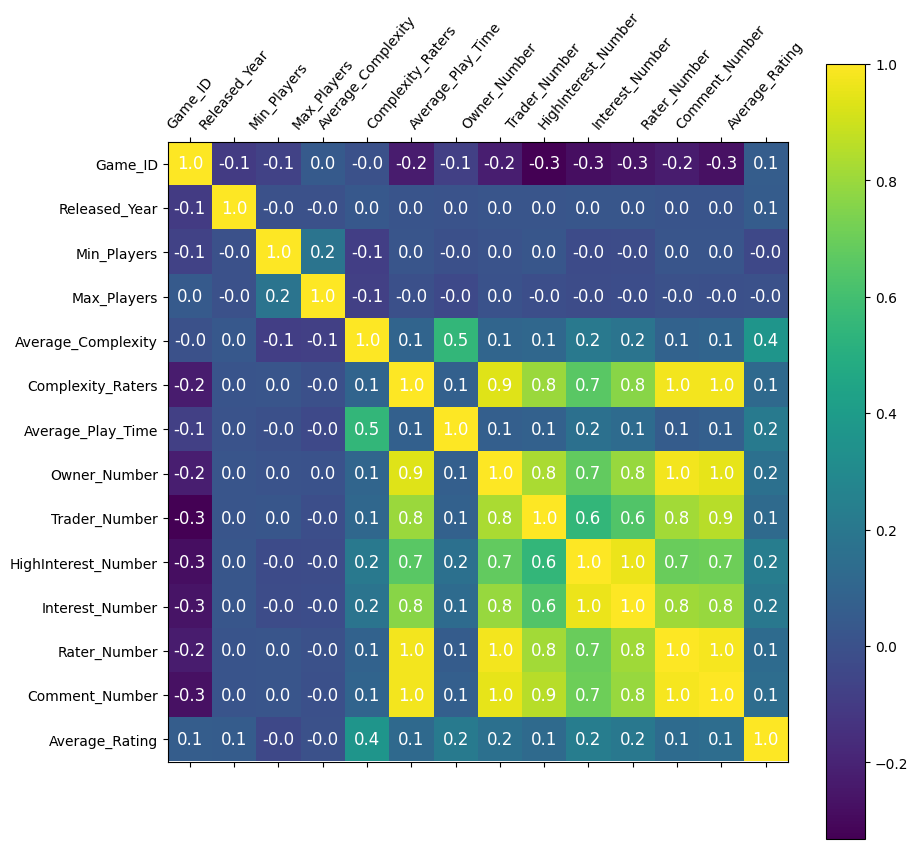 Game_ID Released_Year Min_Players Max_Players Average_Complexity Complexity_Raters Average_Play_Time Owner_Number Trader_Number HighInterest_Number Interest_Number Rater_Number Comment_Number Average_Rating
Game_ID 1.0 -0.1 -0.1 0.0 -0.0 -0.2 -0.1 -0.2 -0.3 -0.3 -0.3 -0.2 -0.3 0.1
Released_Year -0.1 1.0 -0.0 -0.0 0.0 0.0 0.0 0.0 0.0 0.0 0.0 0.0 0.0 0.1
Min_Players -0.1 -0.0 1.0 0.2 -0.1 0.0 -0.0 0.0 0.0 -0.0 -0.0 0.0 0.0 -0.0
Max_Players 0.0 -0.0 0.2 1.0 -0.1 -0.0 -0.0 0.0 -0.0 -0.0 -0.0 -0.0 -0.0 -0.0
Average_Complexity -0.0 0.0 -0.1 -0.1 1.0 0.1 0.5 0.1 0.1 0.2 0.2 0.1 0.1 0.4
Complexity_Raters -0.2 0.0 0.0 -0.0 0.1 1.0 0.1 0.9 0.8 0.7 0.8 1.0 1.0 0.1
Average_Play_Time -0.1 0.0 -0.0 -0.0 0.5 0.1 1.0 0.1 0.1 0.2 0.1 0.1 0.1 0.2
Owner_Number -0.2 0.0 0.0 0.0 0.1 0.9 0.1 1.0 0.8 0.7 0.8 1.0 1.0 0.2
Trader_Number -0.3 0.0 0.0 -0.0 0.1 0.8 0.1 0.8 1.0 0.6 0.6 0.8 0.9 0.1
HighInterest_Number -0.3 0.0 -0.0 -0.0 0.2 0.7 0.2 0.7 0.6 1.0 1.0 0.7 0.7 0.2
Interest_Number -0.3 0.0 -0.0 -0.0 0.2 0.8 0.1 0.8 0.6 1.0 1.0 0.8 0.8 0.2
Rater_Number -0.2 0.0 0.0 -0.0 0.1 1.0 0.1 1.0 0.8 0.7 0.8 1.0 1.0 0.1
Comment_Number -0.3 0.0 0.0 -0.0 0.1 1.0 0.1 1.0 0.9 0.7 0.8 1.0 1.0 0.1
Average_Rating 0.1 0.1 -0.0 -0.0 0.4 0.1 0.2 0.2 0.1 0.2 0.2 0.1 0.1 1.0
1.0
0.8
0.6
0.4
0.2
0.0
−0.2